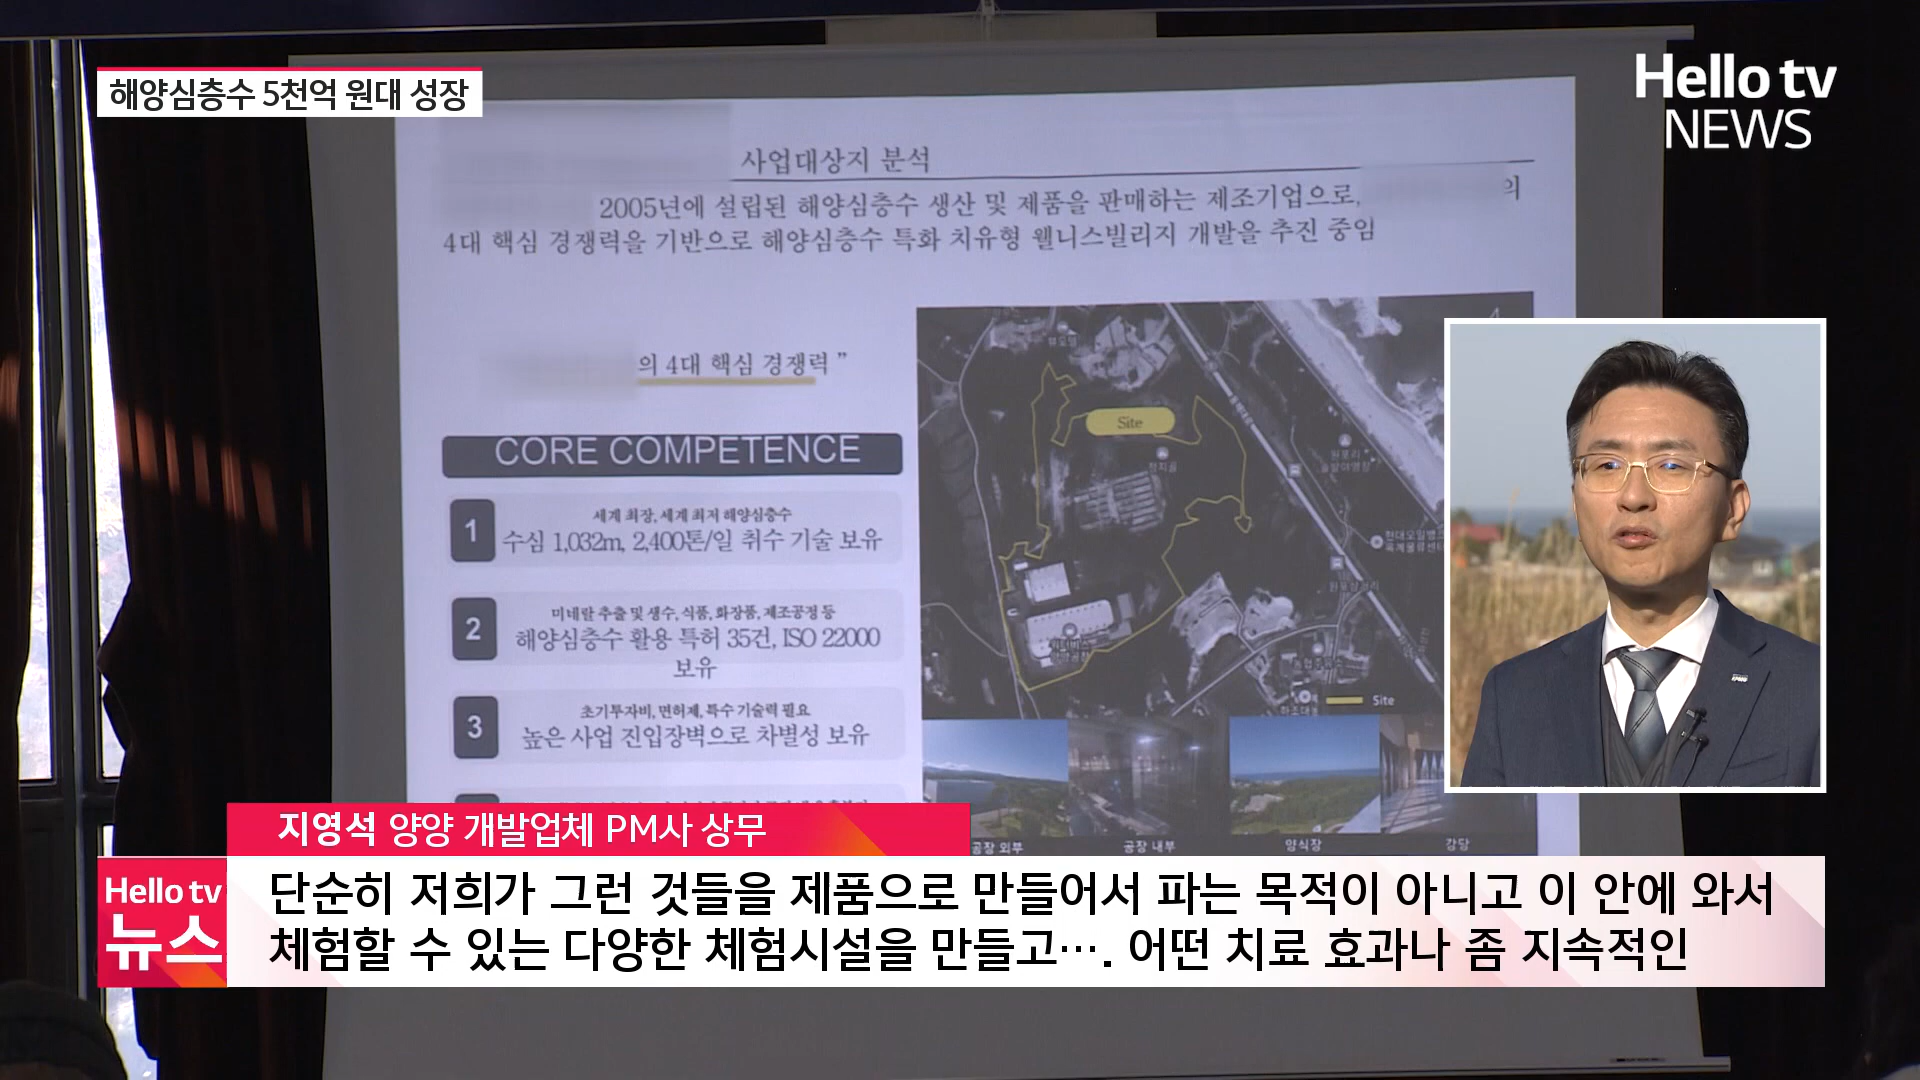 해양심층수 5천억 원대 성장
Hello tv
NEWS
사업대상지 분석
2005년에 설립된 해양심층수 생산 및 제품을 판매하는 제조기업으로,
의
4대 핵심 경쟁력을 기반으로 해양심층수 특화 치유형 웰니스빌리지 개발을 추진 중임
의 4대 핵심 경쟁력 ”
CORE COMPETENCE
1
세계 최장, 세계 최저 해양심층수
수심 1,032m, 2,400톤/일 취수 기술 보유
2
미네랄 추출 및 생수, 식품, 화장품, 제조공정 등
해양심층수 활용 특허 35건, ISO 22000
보유
3
초기투자비, 면허제, 특수 기술력 필요
높은 사업 진입장벽으로 차별성 보유
Site
Site
공장 외부
공장 내부
양식장
강당
지영석 양양 개발업체 PM사 상무
Hello tv
뉴스
단순히 저희가 그런 것들을 제품으로 만들어서 파는 목적이 아니고 이 안에 와서
체험할 수 있는 다양한 체험시설을 만들고…. 어떤 치료 효과나 좀 지속적인